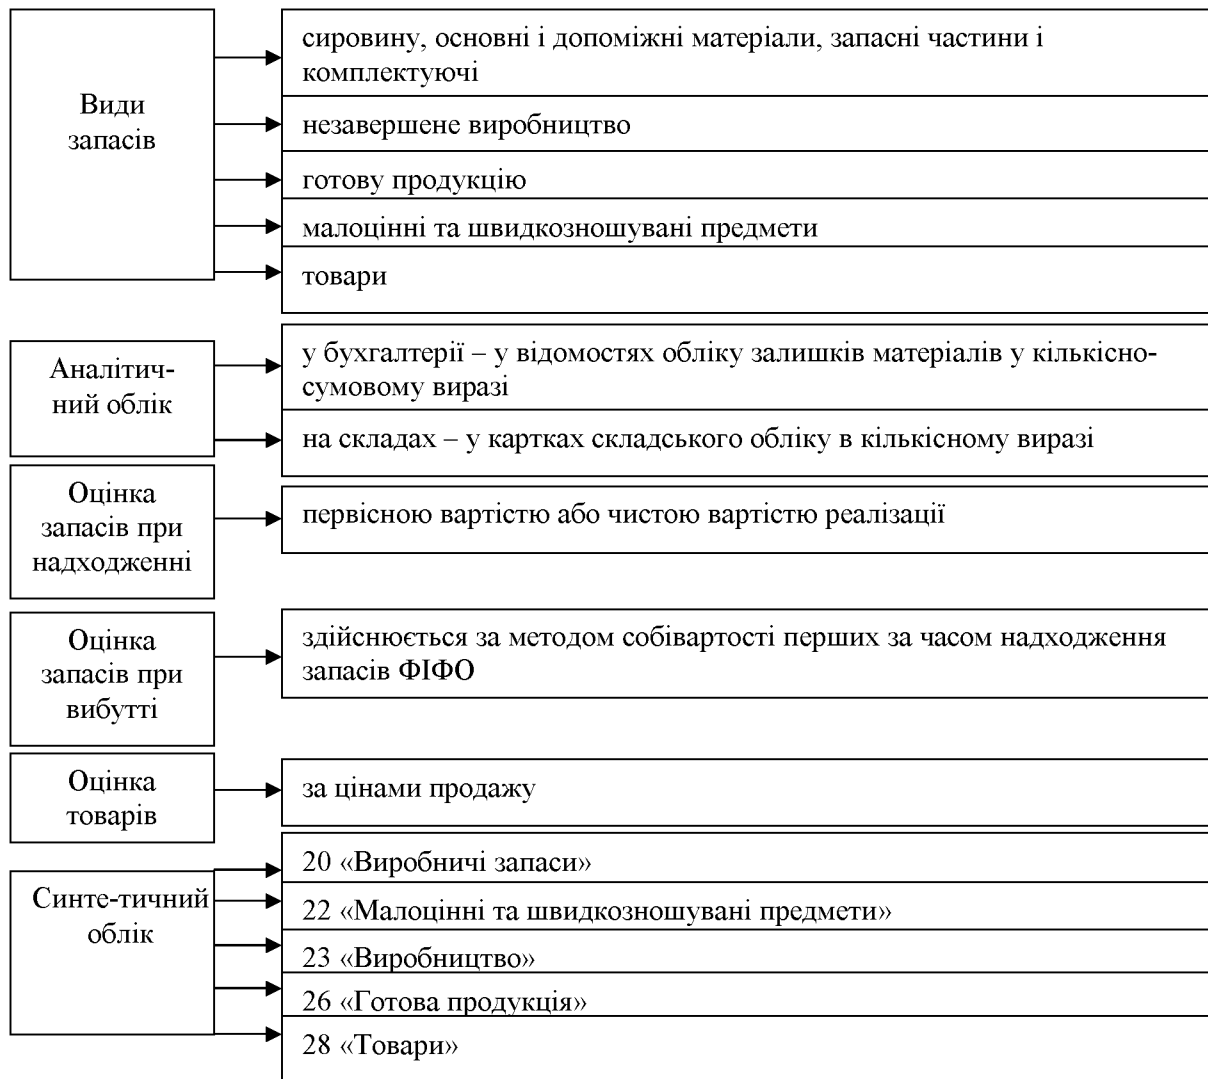 Види
запасів
сировину, основні і допоміжні матеріали, запасні частини і
комплектуючі
незавершене виробництво
готову продукцію
малоцінні та швидкозношувані предмети
товари
Аналітич-
ний облік
у бухгалтерії – у відомостях обліку залишків матеріалів у кількісно-
сумовому виразі
на складах – у картках складського обліку в кількісному виразі
Оцінка
запасів при
надходженні
первісною вартістю або чистою вартістю реалізації
Оцінка
запасів при
вибутті
здійснюється за методом собівартості перших за часом надходження
запасів ФІФО
Оцінка
товарів
за цінами продажу
Синте-тичний
облік
20 «Виробничі запаси»
22 «Малоцінні та швидкозношувані предмети»
23 «Виробництво»
26 «Готова продукція»
28 «Товари»